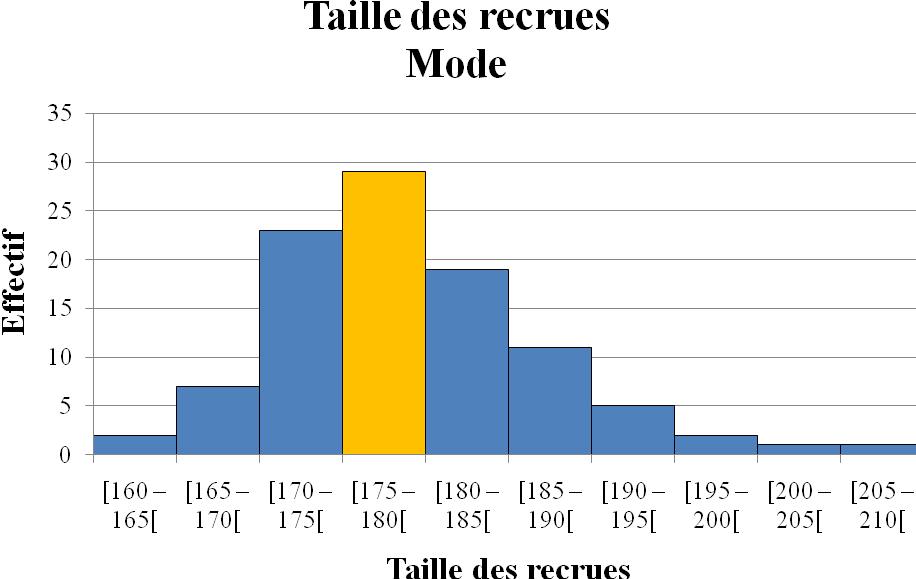 Taille des recrues
Mode
35
30
25
20
15
10
5
0
Effectif
[160 – 165[
[165 – 170[
[170 – 175[
[175 – 180[
[180 – 185[
[185 – 190[
[190 – 195[
[195 – 200[
[200 – 205[
[205 – 210[
Taille des recrues